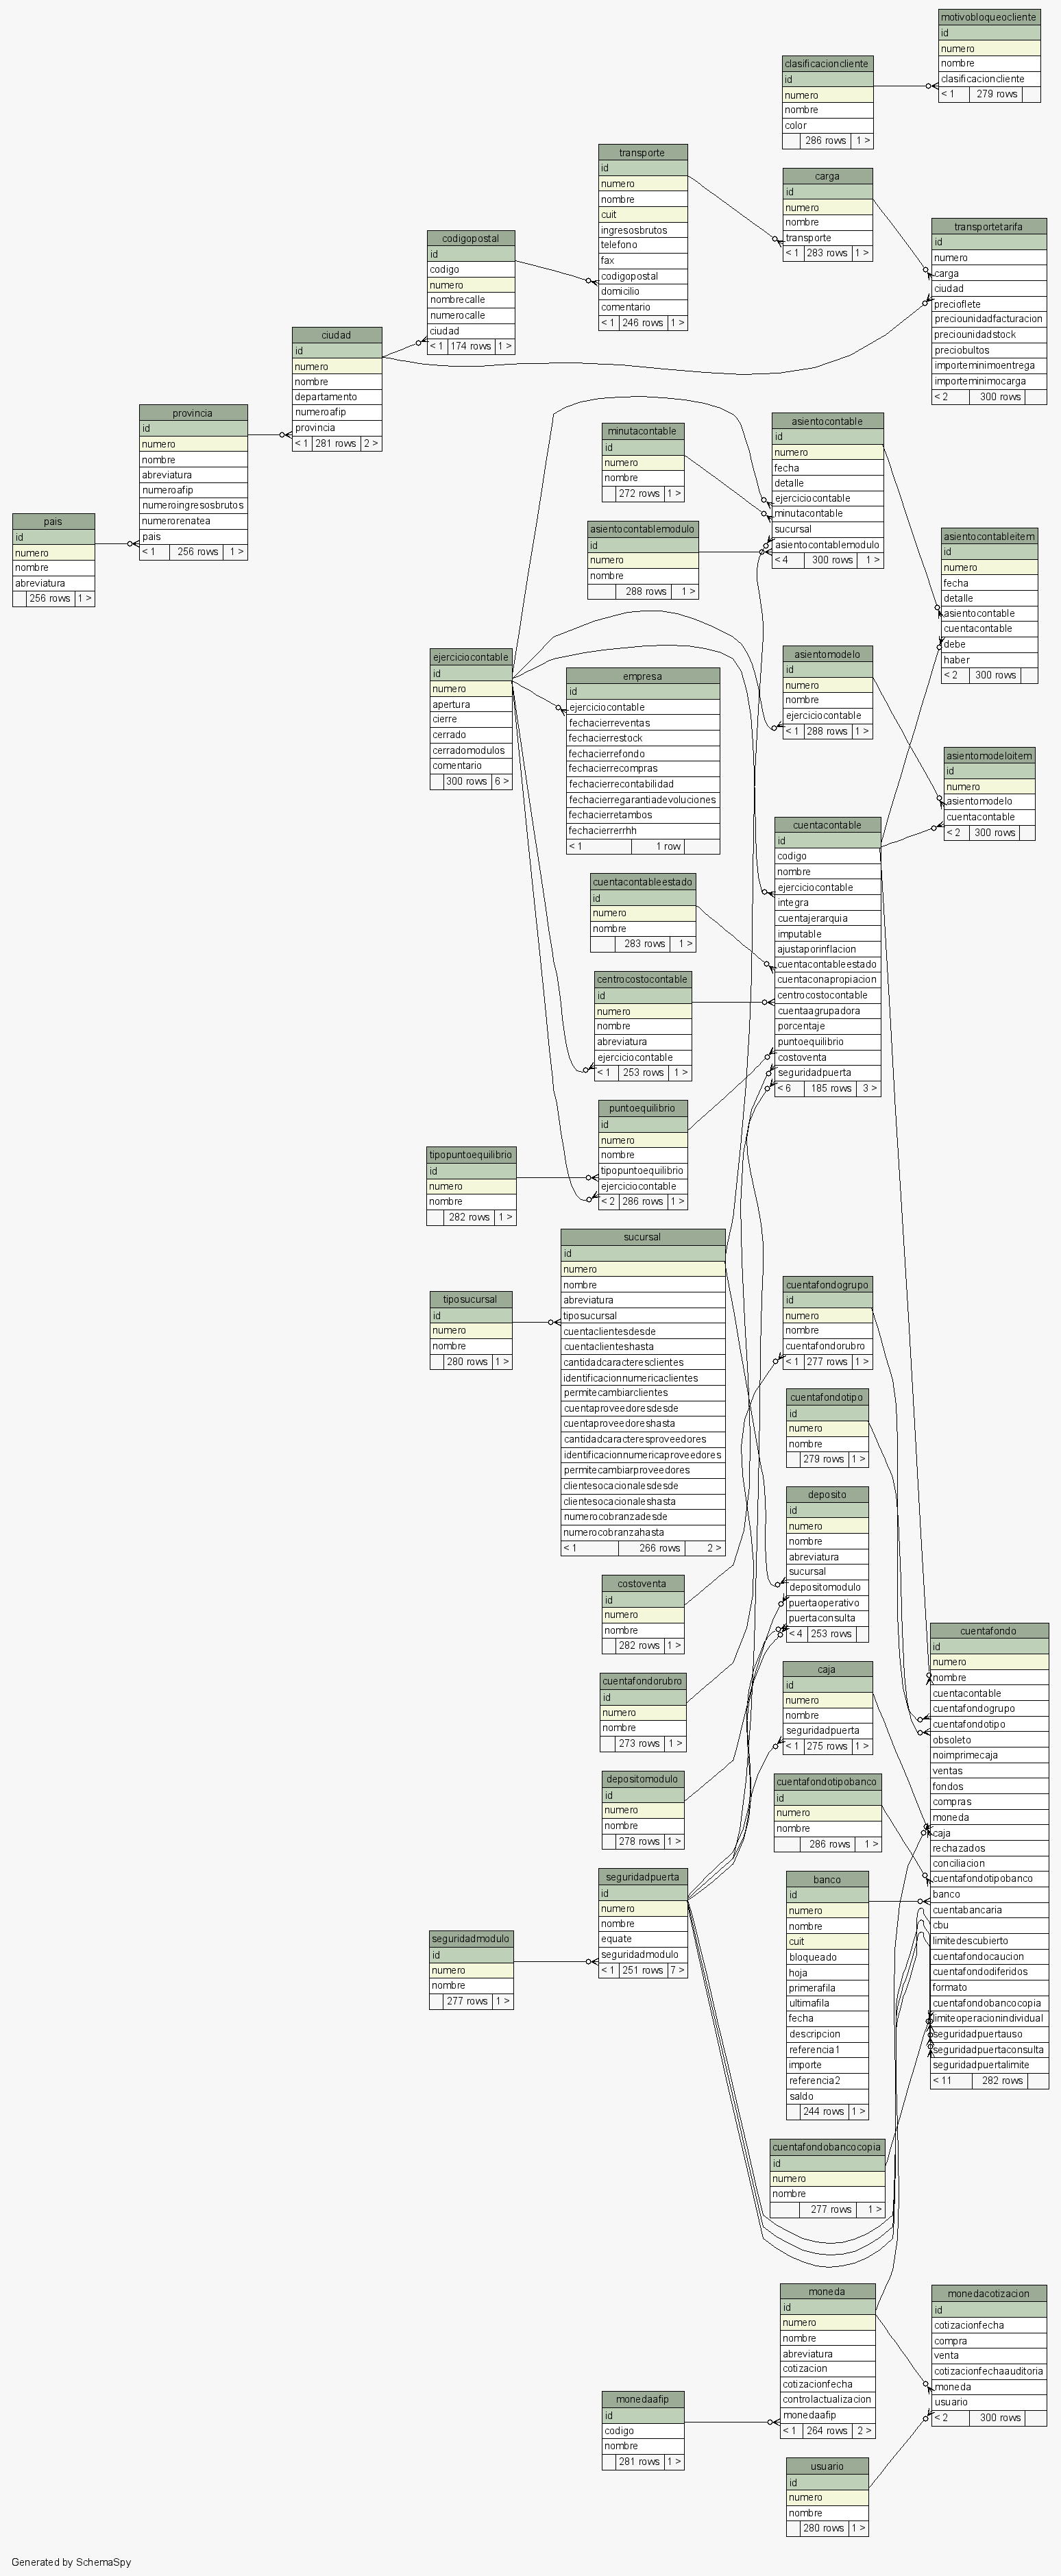 motivobloqueocliente
id
numero
nombre
clasificacioncliente
< 1 279 rows
clasificacioncliente
id
numero
nombre
color
286 rows 1 >
transporte
id
numero
nombre
cuit
ingresosbrutos
telefono
fax
codigopostal
domicilio
comentario
< 1 246 rows 1 >
carga
id
numero
nombre
transporte
< 1 283 rows 1 >
transportetarifa
id
numero
carga
ciudad
precioflete
preciounidadfacturacion
preciounidadstock
preciobultos
importeminimoentrega
importeminimocarga
< 2 300 rows
codigopostal
id
codigo
numero
nombrecalle
numerocalle
ciudad
< 1 174 rows 1 >
ciudad
id
numero
nombre
departamento
numeroafip
provincia
< 1 281 rows 2 >
provincia
id
numero
nombre
abreviatura
numeroafip
numeroingresosbrutos
numerorenatea
pais
< 1 256 rows 1 >
pais
id
numero
nombre
abreviatura
256 rows 1 >
minutacontable
id
numero
nombre
272 rows 1 >
asientocontable
id
numero
fecha
detalle
ejerciciocontable
minutacontable
sucursal
asientocontablemodulo
< 4 300 rows 1 >
asientocontablemodulo
id
numero
nombre
288 rows 1 >
asientocontableitem
id
numero
fecha
detalle
asientocontable
cuentacontable
debe
haber
< 2 300 rows
ejerciciocontable
id
numero
apertura
cierre
cerrado
cerradomodulos
comentario
300 rows 6 >
empresa
id
ejerciciocontable
fechacierreventas
fechacierrestock
fechacierrefondo
fechacierrecompras
fechacierrecontabilidad
fechacierregarantiadevoluciones
fechacierretambos
fechacierrerrhh
< 1 1 row
asientomodelo
id
numero
nombre
ejerciciocontable
< 1 288 rows 1 >
asientomodeloitem
id
numero
asientomodelo
cuentacontable
< 2 300 rows
cuentacontable
id
codigo
nombre
ejerciciocontable
integra
cuentajerarquia
imputable
ajustaporinflacion
cuentacontableestado
cuentaconapropiacion
centrocostocontable
cuentaagrupadora
porcentaje
puntoequilibrio
costoventa
seguridadpuerta
< 6 185 rows 3 >
cuentacontableestado
id
numero
nombre
283 rows 1 >
centrocostocontable
id
numero
nombre
abreviatura
ejerciciocontable
< 1 253 rows 1 >
puntoequilibrio
id
numero
nombre
tipopuntoequilibrio
ejerciciocontable
< 2 286 rows 1 >
tipopuntoequilibrio
id
numero
nombre
282 rows 1 >
sucursal
id
numero
nombre
abreviatura
tiposucursal
cuentaclientesdesde
cuentaclienteshasta
cantidadcaracteresclientes
identificacionnumericaclientes
permitecambiarclientes
cuentaproveedoresdesde
cuentaproveedoreshasta
cantidadcaracteresproveedores
identificacionnumericaproveedores
permitecambiarproveedores
clientesocacionalesdesde
clientesocacionaleshasta
numerocobranzadesde
numerocobranzahasta
< 1 266 rows 2 >
tiposucursal
id
numero
nombre
280 rows 1 >
cuentafondogrupo
id
numero
nombre
cuentafondorubro
< 1 277 rows 1 >
cuentafondotipo
id
numero
nombre
279 rows 1 >
deposito
id
numero
nombre
abreviatura
sucursal
depositomodulo
puertaoperativo
puertaconsulta
< 4 253 rows
costoventa
id
numero
nombre
282 rows 1 >
cuentafondorubro
id
numero
nombre
273 rows 1 >
depositomodulo
id
numero
nombre
278 rows 1 >
seguridadpuerta
id
numero
nombre
equate
seguridadmodulo
< 1 251 rows 7 >
seguridadmodulo
id
numero
nombre
277 rows 1 >
caja
id
numero
nombre
seguridadpuerta
< 1 275 rows 1 >
cuentafondotipobanco
id
numero
nombre
286 rows 1 >
banco
id
numero
nombre
cuit
bloqueado
hoja
primerafila
ultimafila
fecha
descripcion
referencia1
importe
referencia2
saldo
244 rows 1 >
cuentafondo
id
numero
nombre
cuentacontable
cuentafondogrupo
cuentafondotipo
obsoleto
noimprimecaja
ventas
fondos
compras
moneda
caja
rechazados
conciliacion
cuentafondotipobanco
banco
cuentabancaria
cbu
limitedescubierto
cuentafondocaucion
cuentafondodiferidos
formato
cuentafondobancocopia
limiteoperacionindividual
seguridadpuertauso
seguridadpuertaconsulta
seguridadpuertalimite
< 11 282 rows
cuentafondobancocopia
id
numero
nombre
277 rows 1 >
moneda
id
numero
nombre
abreviatura
cotizacion
cotizacionfecha
controlactualizacion
monedaafip
< 1 264 rows 2 >
monedacotizacion
id
cotizacionfecha
compra
venta
cotizacionfechaauditoria
moneda
usuario
< 2 300 rows
monedaafip
id
codigo
nombre
281 rows 1 >
usuario
id
numero
nombre
280 rows 1 >
Generated by SchemaSpy